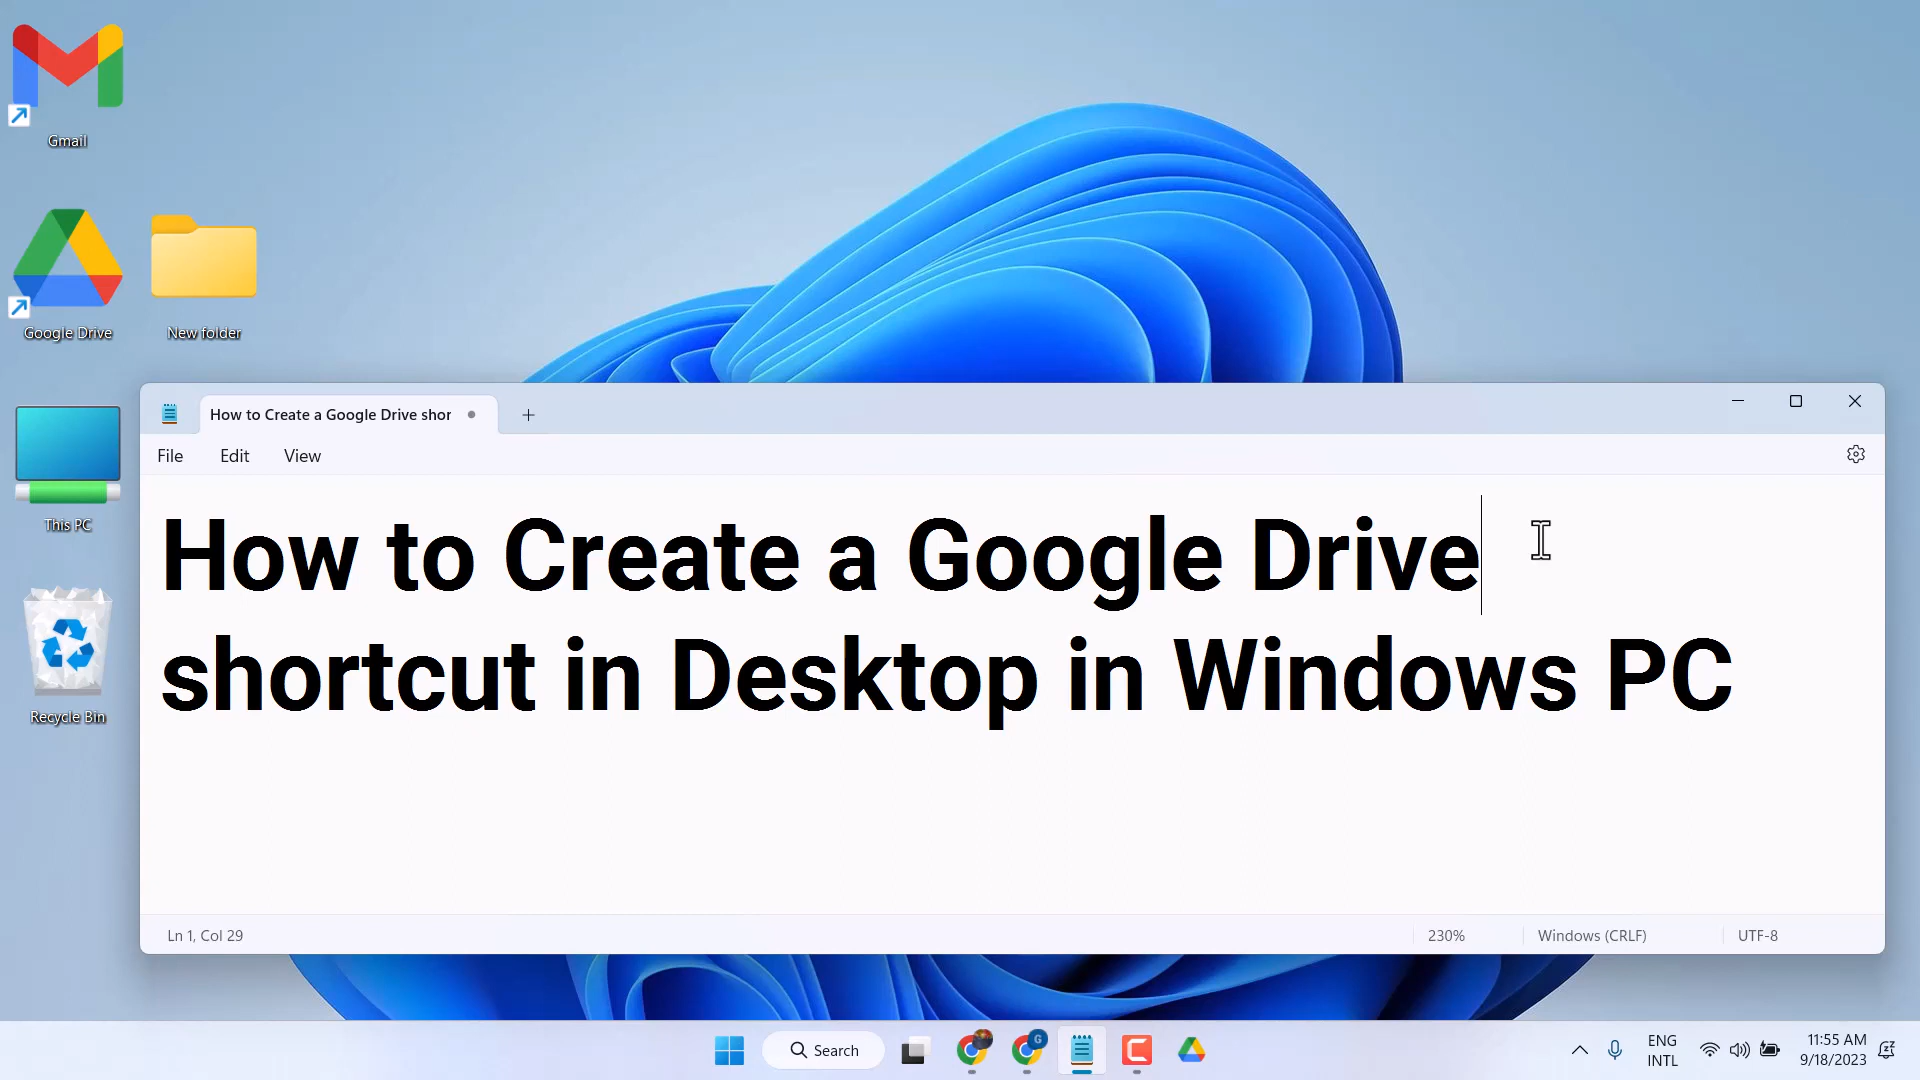 Gmail
Google Drive
New folder
This PC
Recycle Bin
How to Create a Google Drive shor
File Edit View
How to Create a Google Drive
shortcut in Desktop in Windows PC
Ln 1, Col 29
230%
Windows (CRLF)
UTF-8
Search
G
ENG
INTL
11:55 AM
9/18/2023